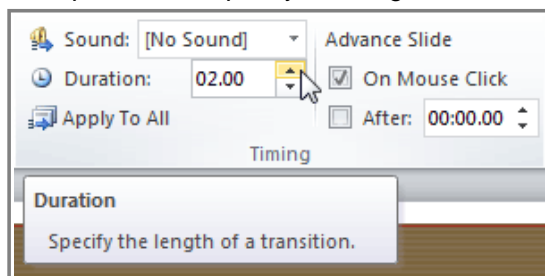 Sound: [No Sound] Advance Slide
Duration: 02.00 On Mouse Click
Apply To All After: 00:00.00
Timing
Duration
Specify the length of a transition.